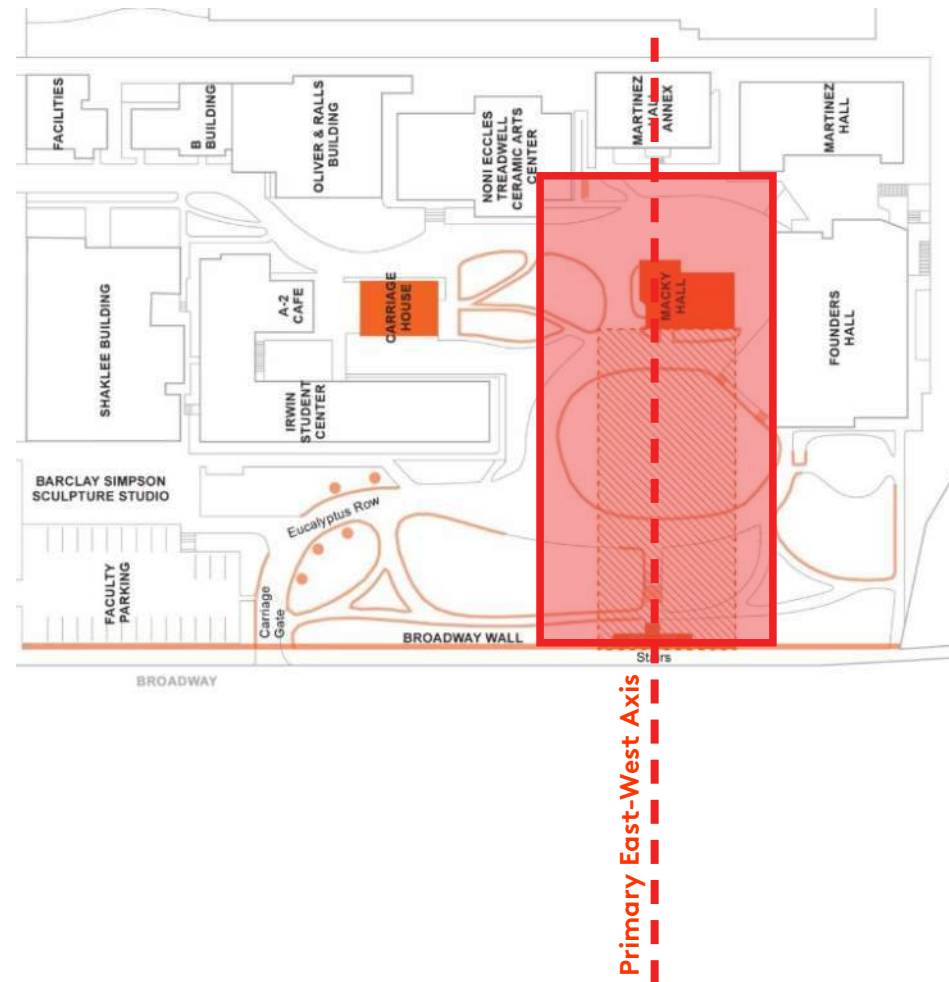 FACILITIES
B
BUILDING
OLIVER & RALLS
BUILDING
NONI ECCLES
TREADWELL
CERAMIC ARTS
CENTER
MARTINEZ
HALL
ANNEX
MARTINEZ
HALL
SHAKLEE BUILDING
A-2
CAFE
CARRIAGE
HOUSE
MACKY
HALL
FOUNDERS
HALL
IRWIN
STUDENT
CENTER
BARCLAY SIMPSON
SCULPTURE STUDIO
Eucalyptus Row
FACULTY
PARKING
Carriage
Gate
BROADWAY WALL
Stairs
BROADWAY
Primary East-West Axis